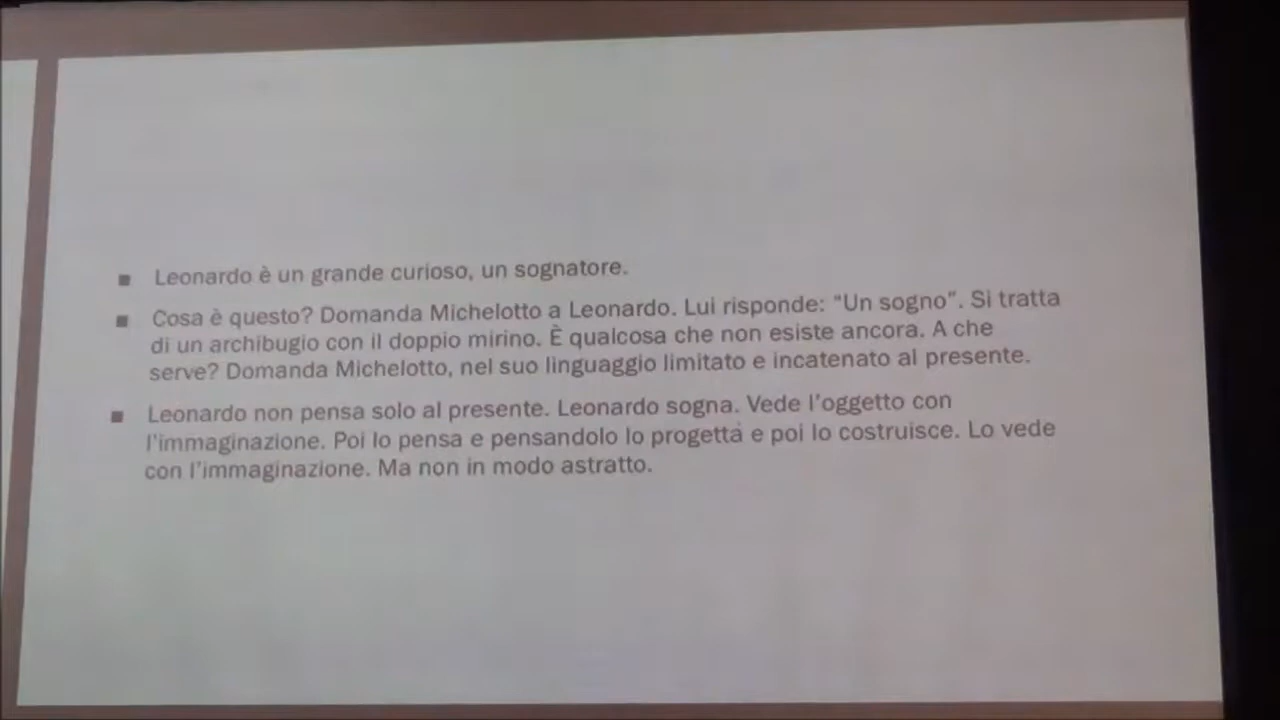 ■ Leonardo è un grande curioso, un sognatore.
■ Cosa è questo? Domanda Michelotto a Leonardo. Lui risponde: “Un sogno”. Si tratta
di un archibugio con il doppio mirino. È qualcosa che non esiste ancora. A che
serve? Domanda Michelotto, nel suo linguaggio limitato e incatenato al presente.
■ Leonardo non pensa solo al presente. Leonardo sogna. Vede l’oggetto con
l’immaginazione. Poi lo pensa e pensandolo lo progetta e poi lo costruisce. Lo vede
con l’immaginazione. Ma non in modo astratto.